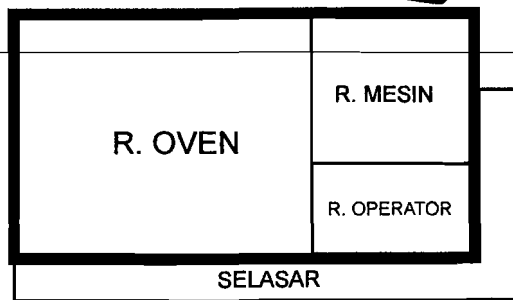 R. OVEN
R. MESIN
R. OPERATOR
SELASAR